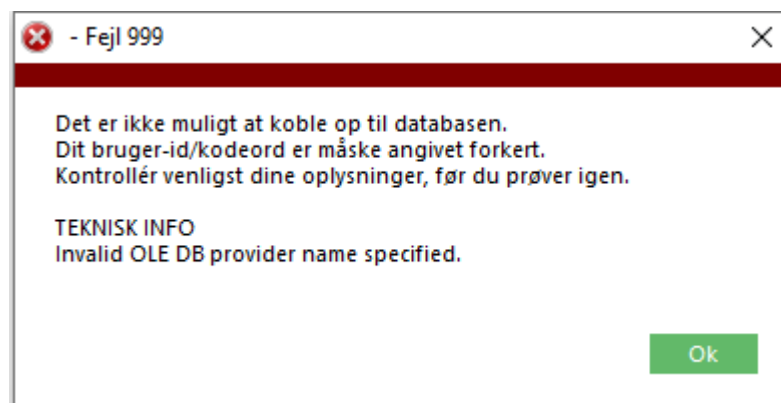 - Fejl 999
Det er ikke muligt at koble op til databasen.
Dit bruger-id/kodeord er måske angivet forkert.
Kontrollér venligst dine oplysninger, før du prøver igen.
TEKNISK INFO
Invalid OLE DB provider name specified.
Ok